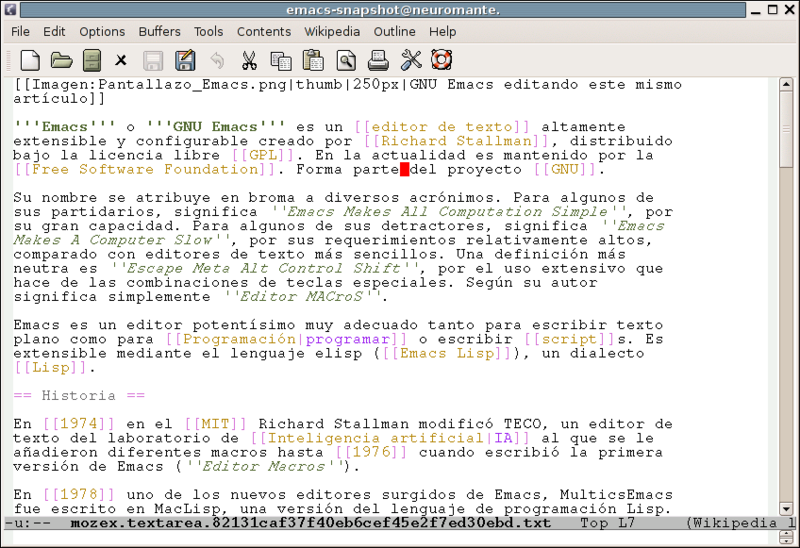 emacs-snapshot@neuromante.
File Edit Options Buffers Tools Contents Wikipedia Outline Help
[[Imagen:Pantallazo_Emacs.png|thumb|250px|GNU Emacs editando este mismo
artículo]]
'''Emacs''' o '''GNU Emacs''' es un [[editor de texto]] altamente
extensible y configurable creado por [[Richard Stallman]], distribuido
bajo la licencia libre [[GPL]]. En la actualidad es mantenido por la
[[Free Software Foundation]]. Forma parte del proyecto [[GNU]].
Su nombre se atribuye en broma a diversos acrónimos. Para algunos de
sus partidarios, significa ''Emacs Makes All Computation Simple'', por
su gran capacidad. Para algunos de sus detractores, significa ''Emacs
Makes A Computer Slow'', por sus requerimientos relativamente altos,
comparado con editores de texto más sencillos. Una definición más
neutra es ''Escape Meta Alt Control Shift'', por el uso extensivo que
hace de las combinaciones de teclas especiales. Según su autor
significa simplemente ''Editor MACroS''.
Emacs es un editor potentísimo muy adecuado tanto para escribir texto
plano como para [[Programación|programar]] o escribir [[script]]s. Es
extensible mediante el lenguaje elisp ([[Emacs Lisp]]), un dialecto
[[Lisp]].
== Historia ==
En [[1974]] en el [[MIT]] Richard Stallman modificó TECO, un editor de
texto del laboratorio de [[Inteligencia artificial|IA]] al que se le
añadieron diferentes macros hasta [[1976]] cuando escribió la primera
versión de Emacs (''Editor Macros'').
En [[1978]] uno de los nuevos editores surgidos de Emacs, MulticsEmacs
fue escrito en MacLisp, una versión del lenguaje de programación Lisp.
-u:-- mozex.textarea.82131caf37f40eb6cef45e2f7ed30ebd.txt Top L7 (Wikipedia l